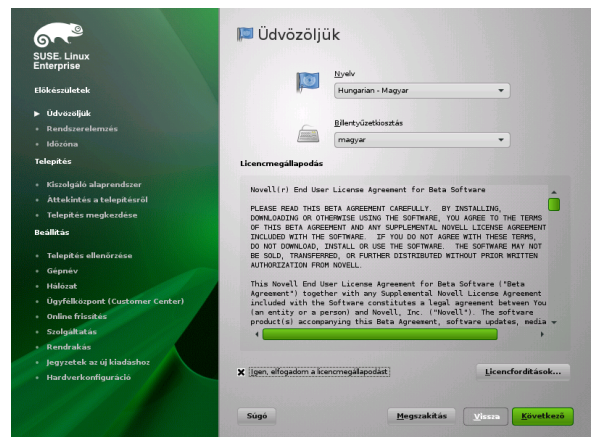 SUSE. Linux
Enterprise
Előkészületek
Üdvözöljük
Rendszerelemzés
Időzóna
Telepítés
Kiszolgáló alaprendszer
Áttekintés a telepítésről
Telepítés megkezdése
Beállítás
Telepítés ellenőrzése
Gépnév
Hálózat
Ügyfélközpont (Customer Center)
Online frissítés
Szolgáltatás
Rendrakás
Jegyzetek az új kiadáshoz
Hardverkonfiguráció
Üdvözöljük
Nyelv
Hungarian - Magyar
Billentyűzetkiosztás
magyar
Licencmegállapodás
Novell(r) End User License Agreement for Beta Software
PLEASE READ THIS BETA AGREEMENT CAREFULLY. BY INSTALLING,
DOWNLOADING OR OTHERWISE USING THE SOFTWARE, YOU AGREE TO THE TERMS
OF THIS BETA AGREEMENT AND ANY SUPPLEMENTAL NOVELL LICENSE AGREEMENT
INCLUDED WITH THE SOFTWARE. IF YOU DO NOT AGREE WITH THESE TERMS,
DO NOT DOWNLOAD, INSTALL OR USE THE SOFTWARE. THE SOFTWARE MAY NOT
BE SOLD, TRANSFERRED, OR FURTHER DISTRIBUTED WITHOUT PRIOR WRITTEN
AUTHORIZATION FROM NOVELL.
This Novell End User License Agreement for Beta Software ("Beta
Agreement") together with any Supplemental Novell License Agreement
included with the Software constitutes a legal agreement between You
(an entity or a person) and Novell, Inc. ("Novell"). The software
product(s) accompanying this Beta Agreement, software updates, media
Igen, elfogadom a licencmegállapodást
Licencfordítások...
Súgó
Megszakítás
Vissza
Következő